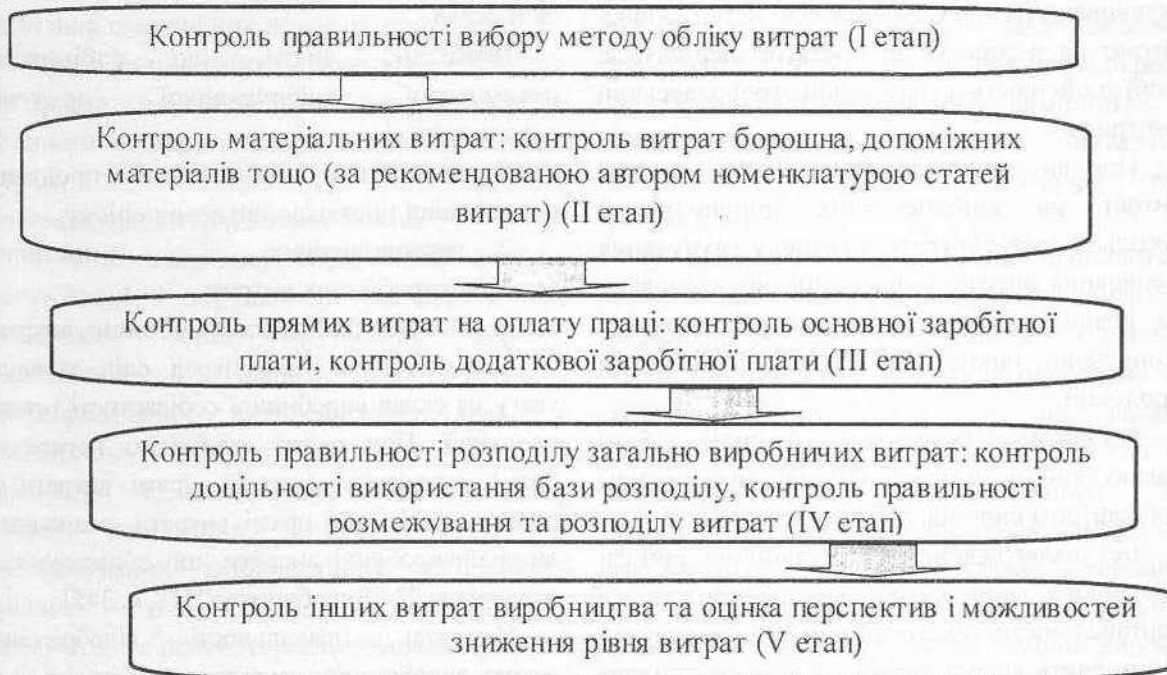 Контроль правильності вибору методу обліку витрат (I етап)
Контроль матеріальних витрат: контроль витрат борошна, допоміжних
матеріалів тощо (за рекомендованою автором номенклатурою статей
витрат) (II етап)
Контроль прямих витрат на оплату праці: контроль основної заробітної
плати, контроль додаткової заробітної плати (III етап)
Контроль правильності розподілу загально виробничих витрат: контроль
доцільності використання бази розподілу, контроль правильності
розмежування та розподілу витрат (IV етап)
Контроль інших витрат виробництва та оцінка перспектив і можливостей
зниження рівня витрат (V етап)